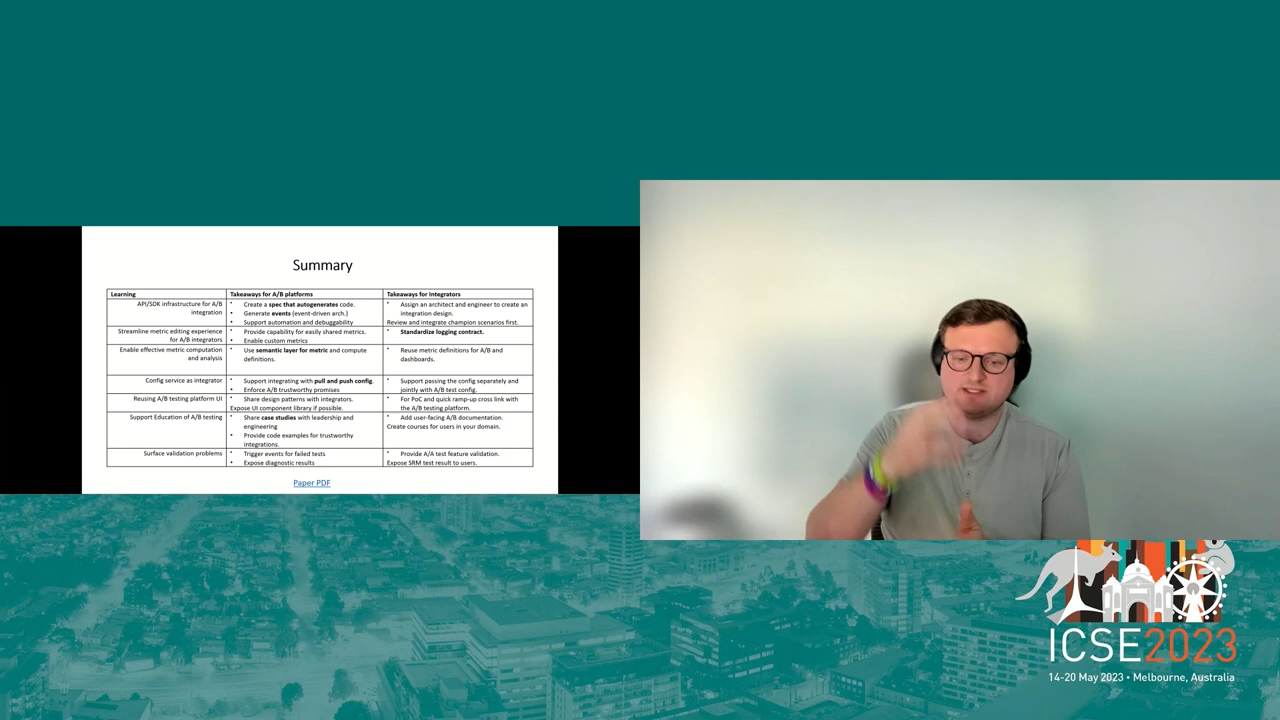 Summary
Learning Takeaways for A/B platforms Takeaways for Integrators
API/SDK infrastructure for A/B integration
• Create a spec that autogenerates code.
• Generate events (event-driven arch.)
• Support automation and debuggability
• Assign an architect and engineer to create an integration design.
Review and integrate champion scenarios first.
Streamline metric editing experience for A/B integrators
• Provide capability for easily shared metrics.
• Enable custom metrics
• Standardize logging contract.
Enable effective metric computation and analysis
• Use semantic layer for metric and compute definitions.
• Reuse metric definitions for A/B and dashboards.
Config service as integrator
• Support integrating with pull and push config.
• Enforce A/B trustworthy promises
• Support passing the config separately and jointly with A/B test config.
Reusing A/B testing platform UI
• Share design patterns with integrators.
Expose UI component library if possible.
• For PoC and quick ramp-up cross link with the A/B testing platform.
Support Education of A/B testing
• Share case studies with leadership and engineering
• Provide code examples for trustworthy integrations.
• Add user-facing A/B documentation.
Create courses for users in your domain.
Surface validation problems
• Trigger events for failed tests
• Expose diagnostic results
• Provide A/A test feature validation.
Expose SRM test result to users.
Paper PDF
ICSE2023
14-20 May 2023 • Melbourne, Australia